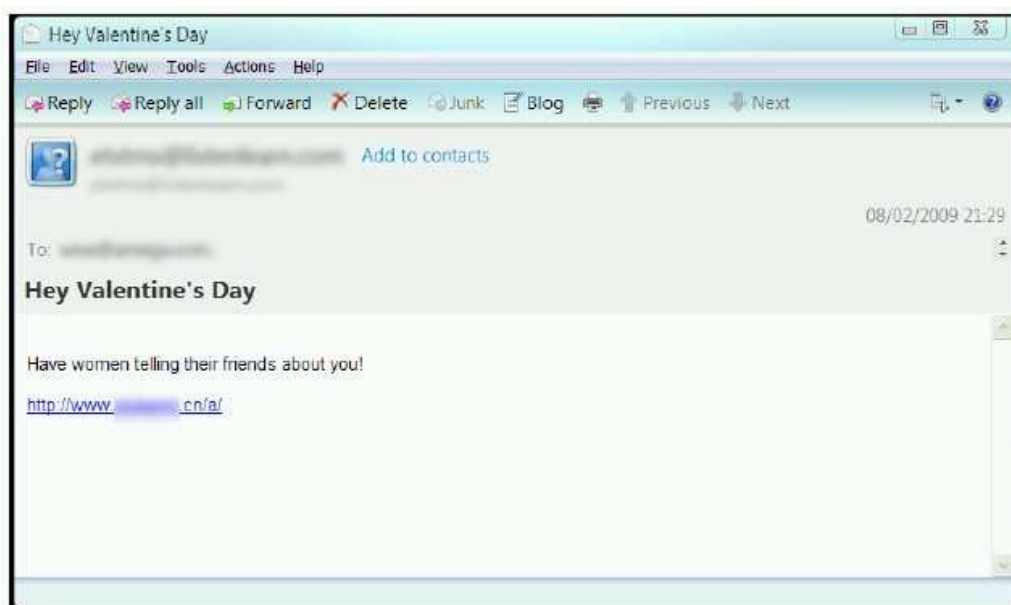 Hey Valentine's Day
File Edit View Tools Actions Help
Reply Reply all Forward Delete Junk Blog Previous Next
Add to contacts
08/02/2009 21:29
To:
Hey Valentine's Day
Have women telling their friends about you!
http://www. .cn/a/